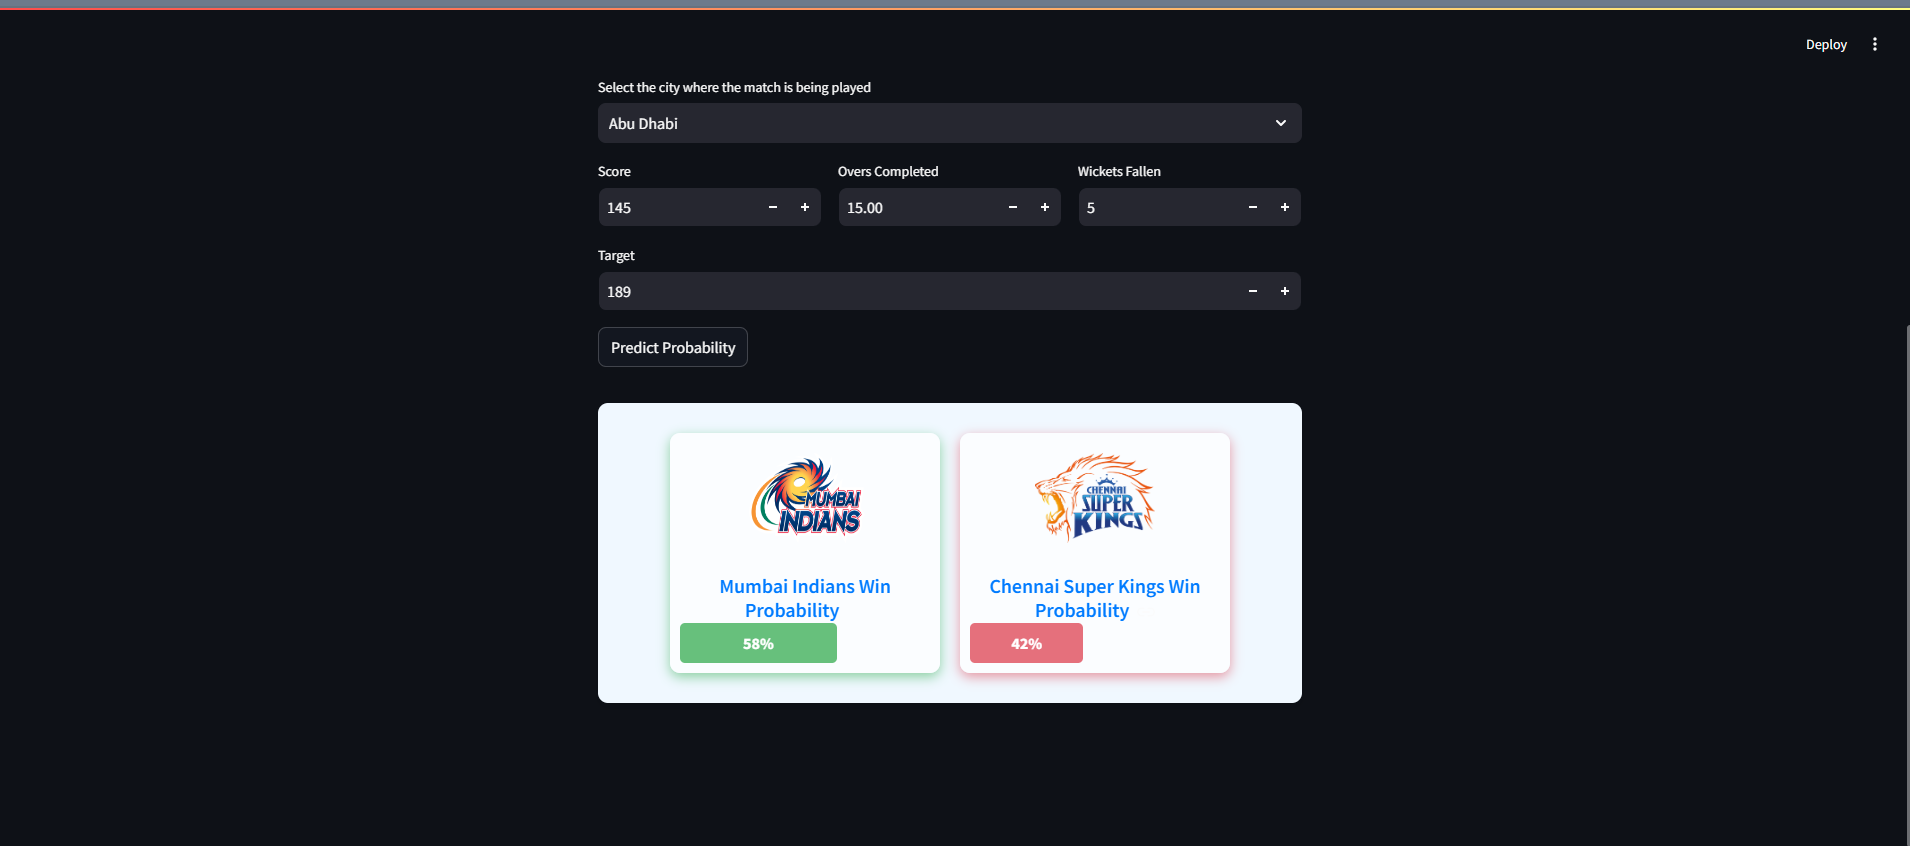 Deploy
Select the city where the match is being played
Abu Dhabi
Score
Overs Completed
Wickets Fallen
145
15.00
5
Target
189
Predict Probability
MUMBAI
INDIANS
CHENNAI
SUPER
KINGS
Mumbai Indians Win
Probability
Chennai Super Kings Win
Probability
58%
42%